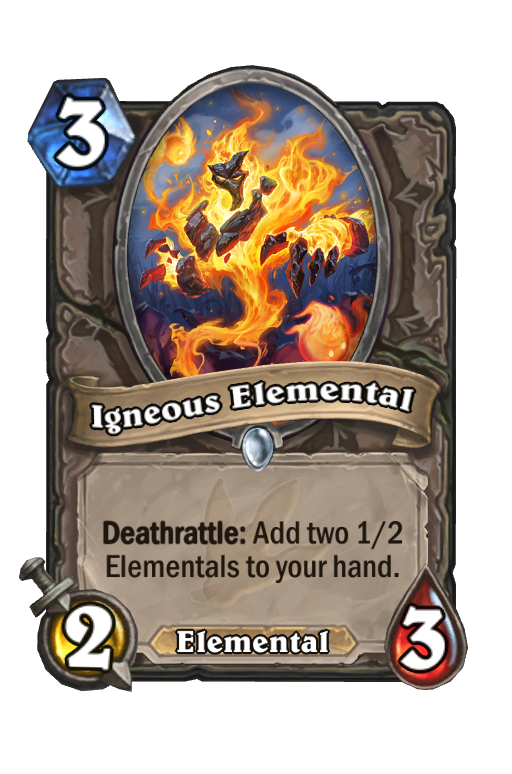 3
Igneous Elemental
Deathrattle: Add two 1/2
Elementals to your hand.
2
Elemental
3